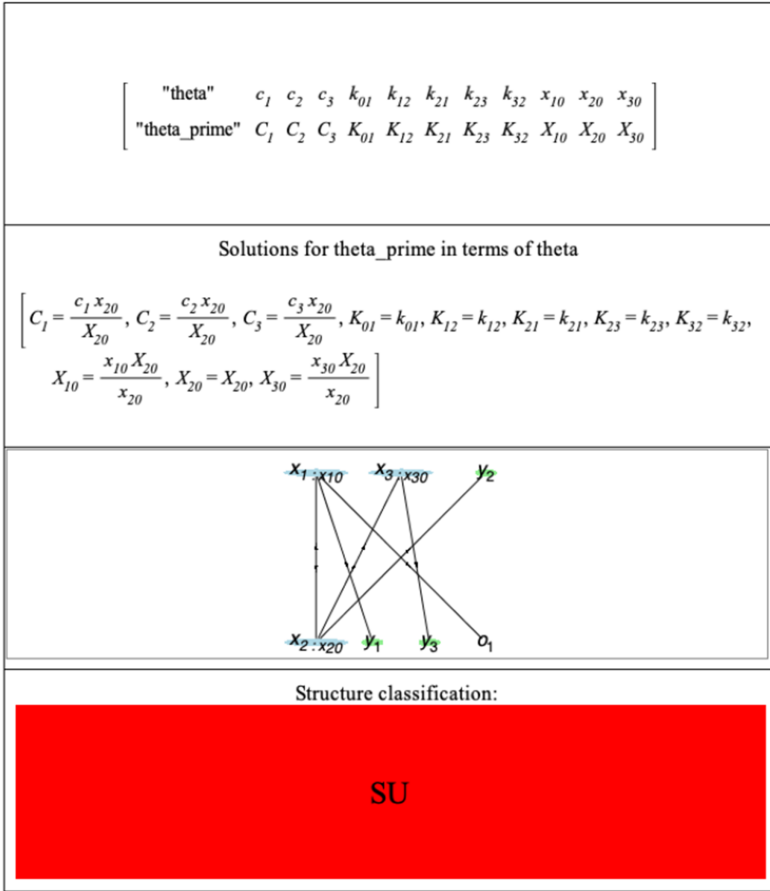 "theta" c₁ c₂ c₃ k₀₁ k₁₂ k₂₁ k₂₃ k₃₂ x₁₀ x₂₀ x₃₀
"theta_prime" C₁ C₂ C₃ K₀₁ K₁₂ K₂₁ K₂₃ K₃₂ X₁₀ X₂₀ X₃₀
Solutions for theta_prime in terms of theta
[C₁ = c₁ x₂₀ / X₂₀, C₂ = c₂ x₂₀ / X₂₀, C₃ = c₃ x₂₀ / X₂₀, K₀₁ = k₀₁, K₁₂ = k₁₂, K₂₁ = k₂₁, K₂₃ = k₂₃, K₃₂ = k₃₂,
X₁₀ = x₁₀ X₂₀ / x₂₀, X₂₀ = X₂₀, X₃₀ = x₃₀ X₂₀ / x₂₀]
x₁:x10 x₃:x30 y₂
x₂:x20 y₁ y₃ o₁
Structure classification:
SU